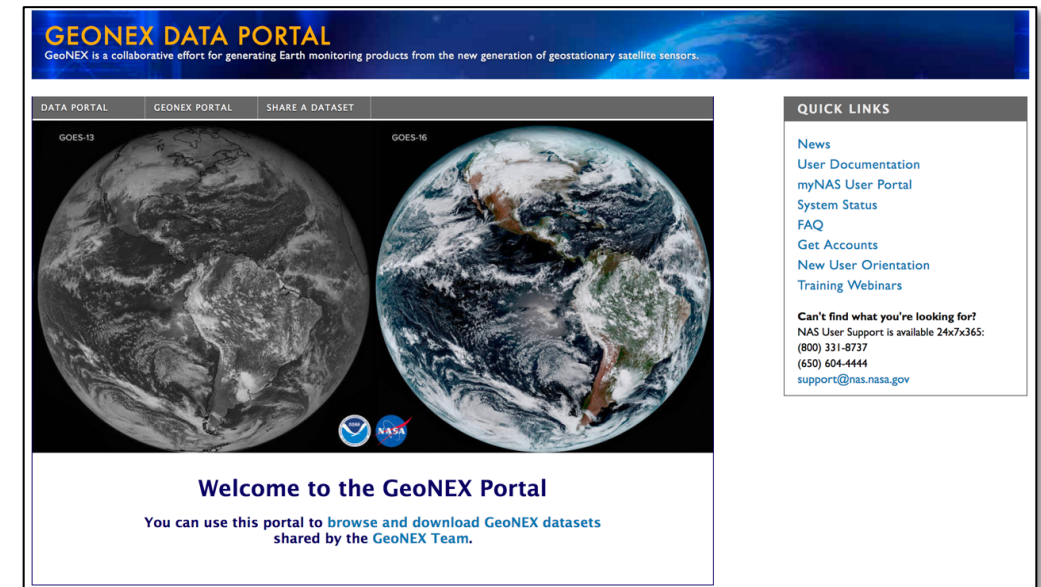 GEONEX DATA PORTAL
GeoNEX is a collaborative effort for generating Earth monitoring products from the new generation of geostationary satellite sensors.
DATA PORTAL
GEONEX PORTAL
SHARE A DATASET
GOES-13
GOES-16
NOAA
NASA
Welcome to the GeoNEX Portal
You can use this portal to browse and download GeoNEX datasets
shared by the GeoNEX Team.
QUICK LINKS
News
User Documentation
myNAS User Portal
System Status
FAQ
Get Accounts
New User Orientation
Training Webinars
Can't find what you're looking for?
NAS User Support is available 24x7x365:
(800) 331-8737
(650) 604-4444
support@nas.nasa.gov